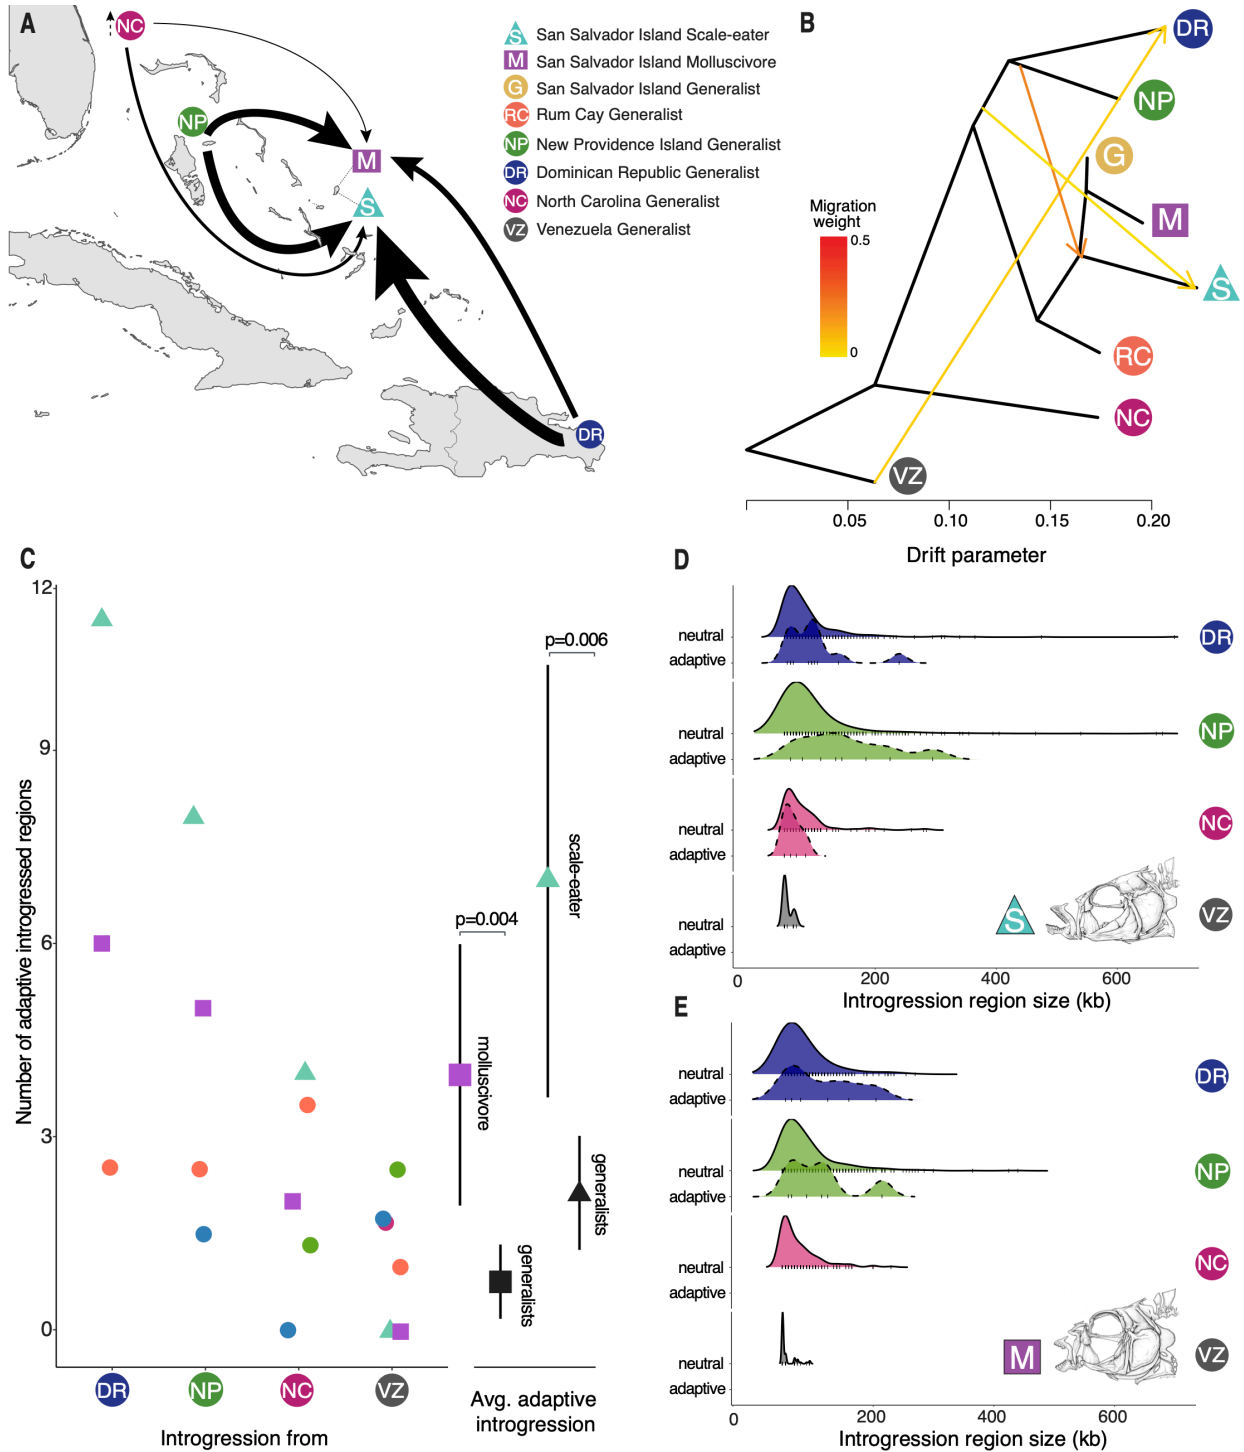 A
NC
NP
M
S
DR
S San Salvador Island Scale-eater
M San Salvador Island Molluscivore
G San Salvador Island Generalist
RC Rum Cay Generalist
NP New Providence Island Generalist
DR Dominican Republic Generalist
NC North Carolina Generalist
VZ Venezuela Generalist
B
DR
NP
G
M
S
RC
NC
VZ
Migration
weight
0.5
0
0.05 0.10 0.15 0.20
Drift parameter
C
Number of adaptive introgressed regions
12
9
6
3
0
DR NP NC VZ
Introgression from
p=0.004
p=0.006
molluscivore
scale-eater
generalists
generalists
Avg. adaptive
introgression
D
neutral
adaptive
DR
neutral
adaptive
NP
neutral
adaptive
NC
neutral
adaptive
S
VZ
0 200 400 600
Introgression region size (kb)
E
neutral
adaptive
DR
neutral
adaptive
NP
neutral
adaptive
NC
neutral
adaptive
M
VZ
0 200 400 600
Introgression region size (kb)